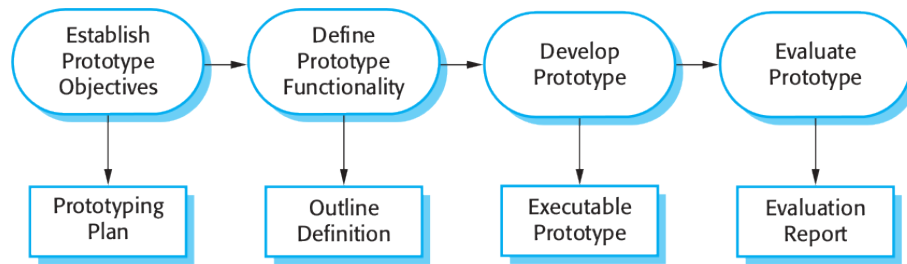 Establish
Prototype
Objectives
Define
Prototype
Functionality
Develop
Prototype
Evaluate
Prototype
Prototyping
Plan
Outline
Definition
Executable
Prototype
Evaluation
Report